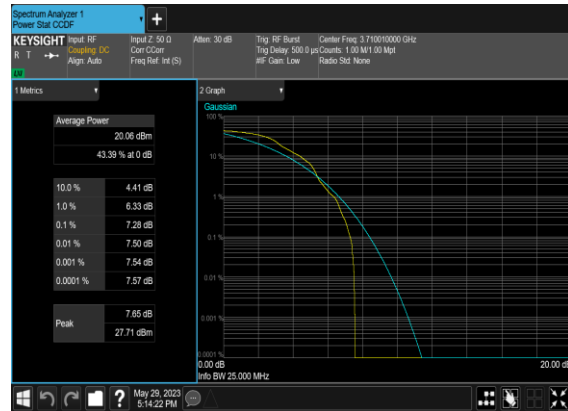 Spectrum Analyzer 1
Power Stat CCDF
KEYSIGHT
R T
LW
Input: RF
Coupling: DC
Align: Auto
Input Z: 50 Ω
Corr CCorr
Freq Ref: Int (S)
Atten: 30 dB
Trig: RF Burst
Trig Delay: 500.0 µs
#IF Gain: Low
Center Freq: 3.710010000 GHz
Counts: 1.00 M/1.00 Mpt
Radio Std: None
1 Metrics
Average Power
20.06 dBm
43.39 % at 0 dB
10.0 % 4.41 dB
1.0 % 6.33 dB
0.1 % 7.28 dB
0.01 % 7.50 dB
0.001 % 7.54 dB
0.0001 % 7.57 dB
Peak
7.65 dB
27.71 dBm
2 Graph
Gaussian
100 %
10 %
1 %
0.1 %
0.01 %
0.001 %
0.0001 %
0.00 dB
20.00 dB
Info BW 25.000 MHz
?
May 29, 2023
5:14:22 PM